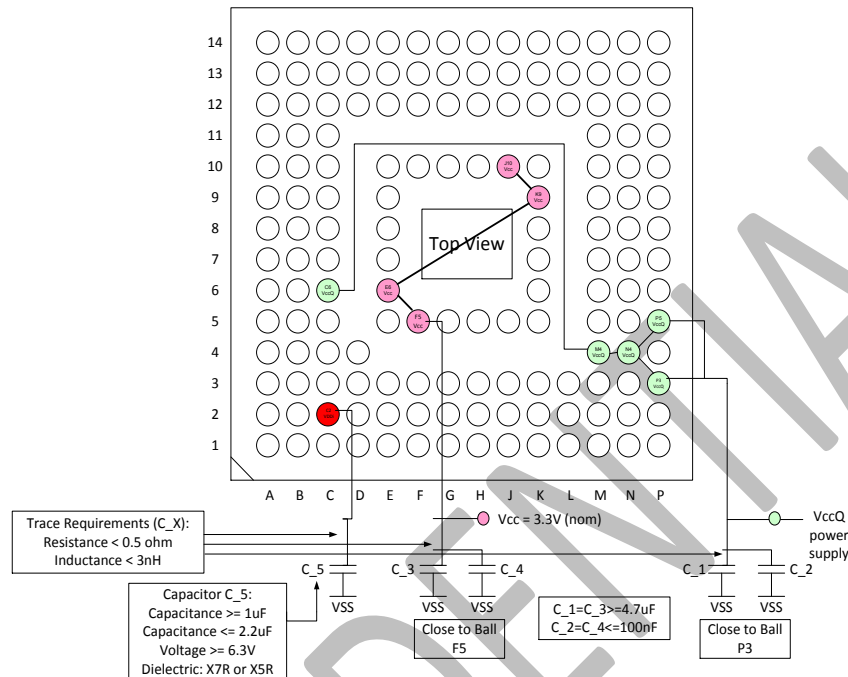 14
13
12
11
10
9
8
7
6
5
4
3
2
1
J10
Vcc
K9
Vcc
Top View
C6
VccQ
E6
Vcc
F5
Vcc
P5
VccQ
M4
VccQ
N4
VccQ
P3
VccQ
A B C D E F G H J K L M N P
Trace Requirements (C_X):
Resistance < 0.5 ohm
Inductance < 3nH
Vcc = 3.3V (nom)
VccQ
power
supply
C_5
C_3
C_4
C_1
C_2
VSS
VSS
VSS
VSS
VSS
Capacitor C_5:
Capacitance >= 1uF
Capacitance <= 2.2uF
Voltage >= 6.3V
Dielectric: X7R or X5R
Close to Ball
F5
C_1=C_3>=4.7uF
C_2=C_4<=100nF
Close to Ball
P3